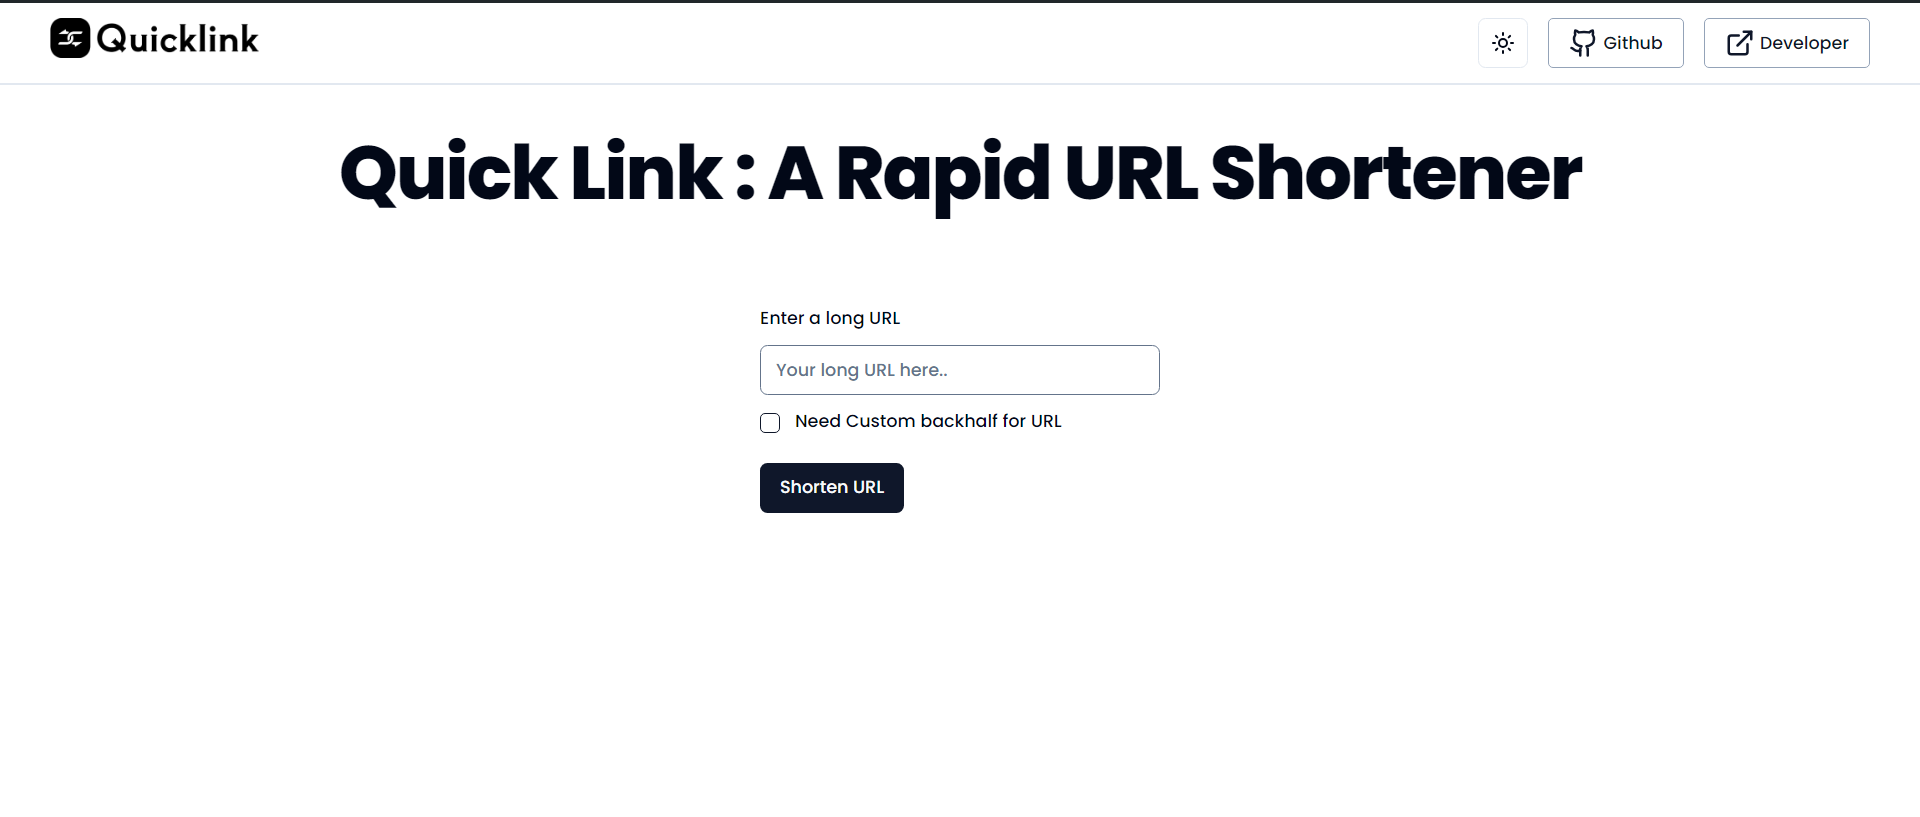 Quicklink
Github
Developer
Quick Link : A Rapid URL Shortener
Enter a long URL
Your long URL here..
Need Custom backhalf for URL
Shorten URL